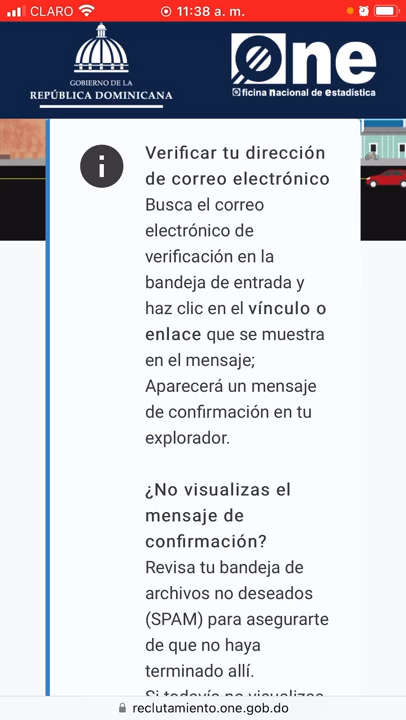 CLARO
11:38 a. m.
GOBIERNO DE LA
REPÚBLICA DOMINICANA
One
Oficina nacional de estadística
Verificar tu dirección
de correo electrónico
Busca el correo
electrónico de
verificación en la
bandeja de entrada y
haz clic en el vínculo o
enlace que se muestra
en el mensaje;
Aparecerá un mensaje
de confirmación en tu
explorador.
¿No visualizas el
mensaje de
confirmación?
Revisa tu bandeja de
archivos no deseados
(SPAM) para asegurarte
de que no haya
terminado allí.
Si todavía no visualizas
reclutamiento.one.gob.do